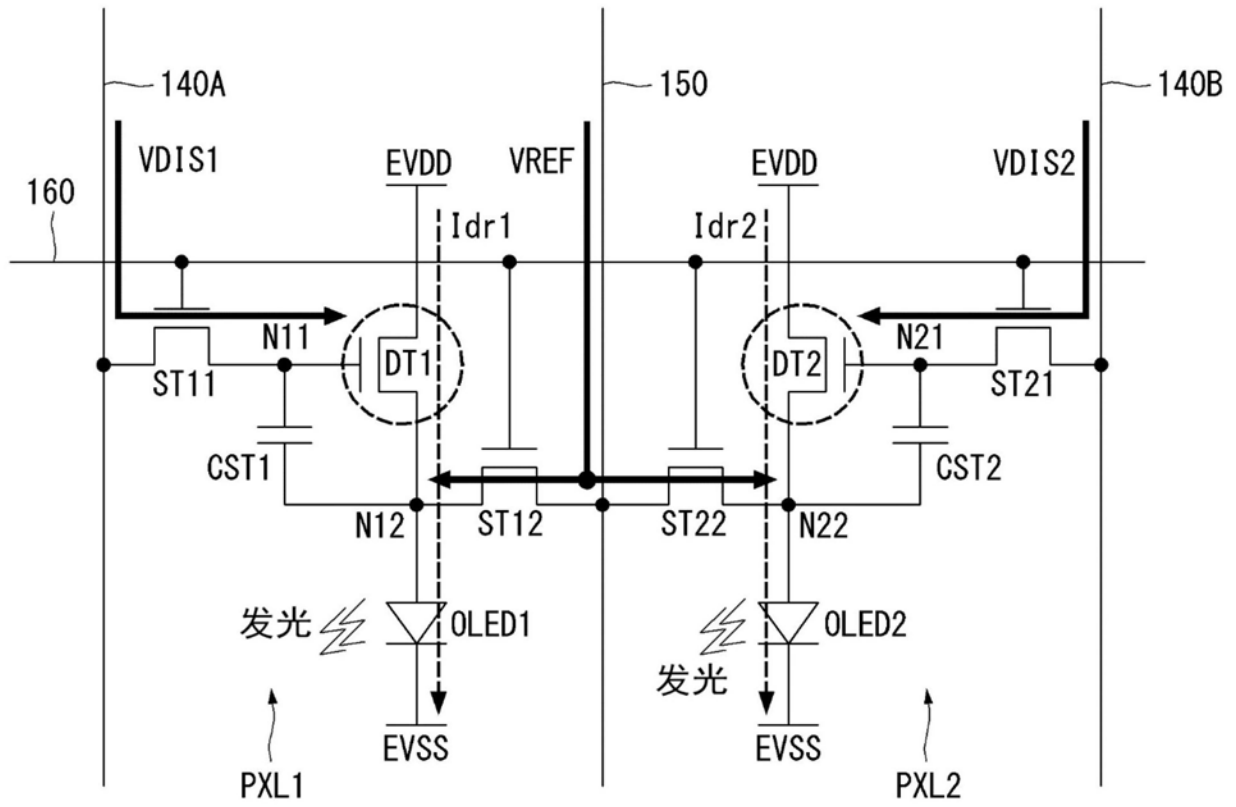 140A
150
140B
VDIS1
EVDD
VREF
EVDD
VDIS2
160
Idr1
Idr2
N11
DT1
DT2
N21
ST11
ST21
CST1
CST2
N12
ST12
ST22
N22
发光
OLED1
OLED2
发光
EVSS
EVSS
PXL1
PXL2